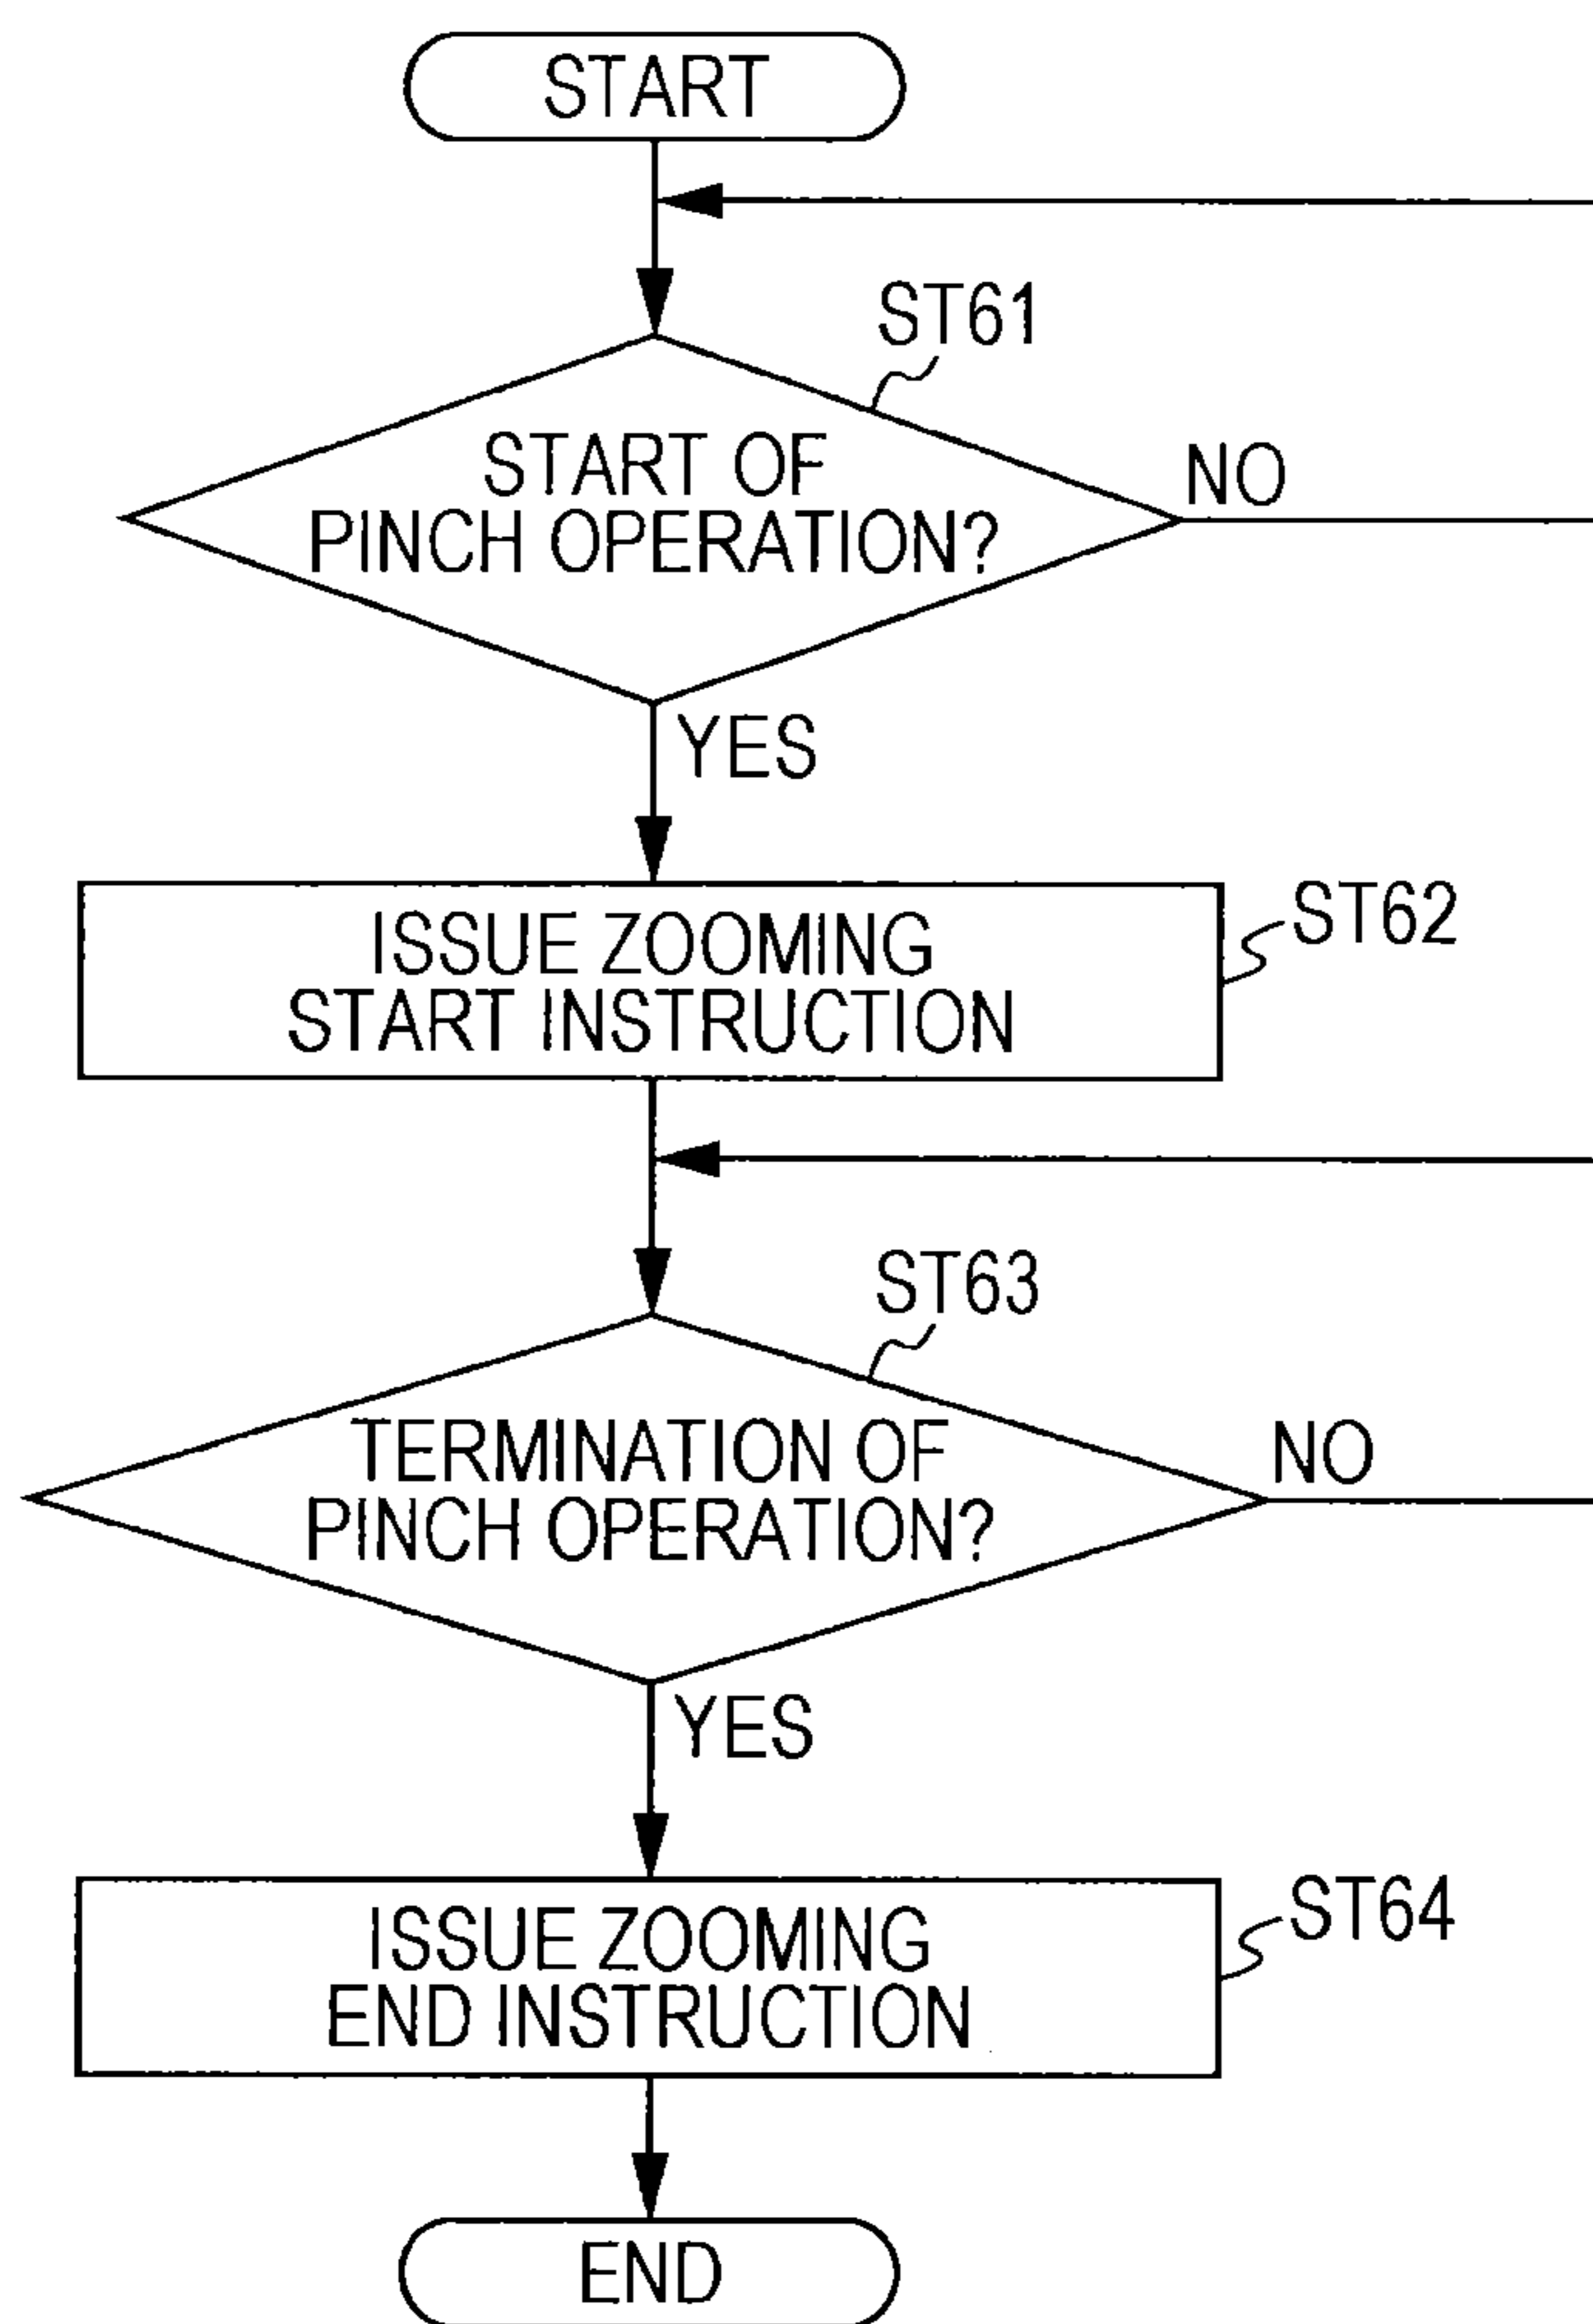 START
ST61
START OF
PINCH OPERATION?
NO
YES
ISSUE ZOOMING
START INSTRUCTION
ST62
ST63
TERMINATION OF
PINCH OPERATION?
NO
YES
ISSUE ZOOMING
END INSTRUCTION
ST64
END